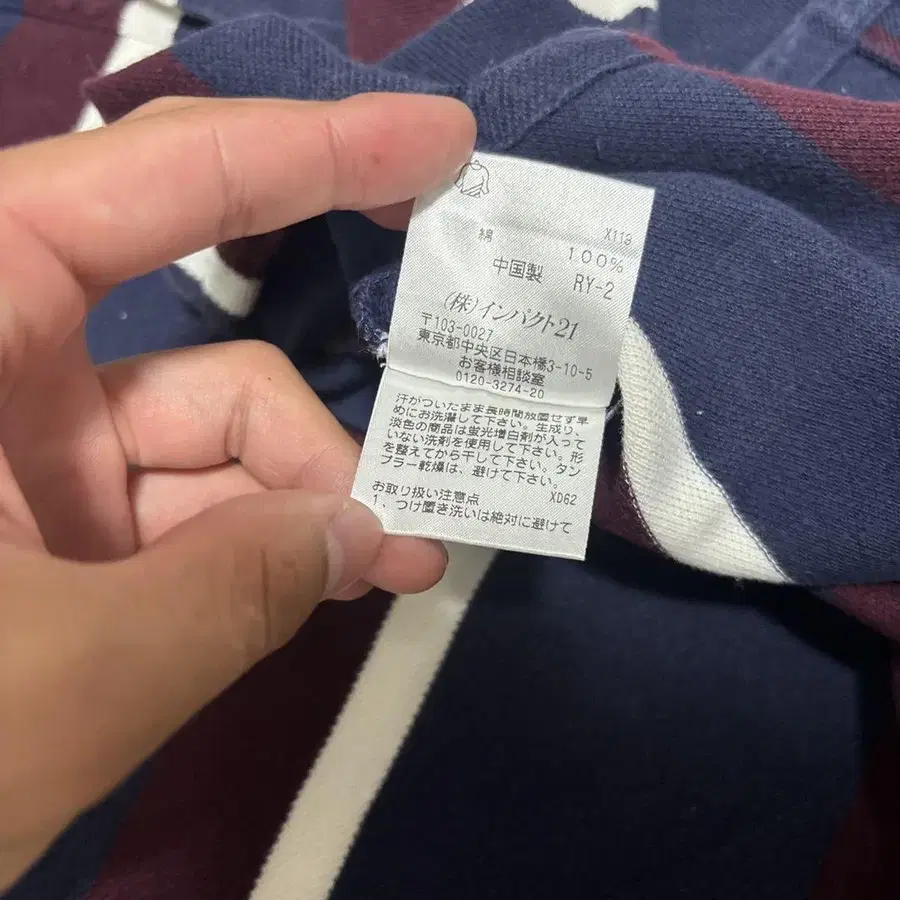 X119
綿 100%
中国製 RY-2
(株)インパクト21
〒103-0027
東京都中央区日本橋3-10-5
お客様相談室
0120-3274-20
汗がついたまま長時間放置せず早
めにお洗濯して下さい。生成り、
淡色の商品は蛍光増白剤が入って
いない洗剤を使用して下さい。形
を整えてから干して下さい。タン
ブラー乾燥は、避けて下さい。
XD62
お取り扱い注意点
1、つけ置き洗いは絶対に避けて